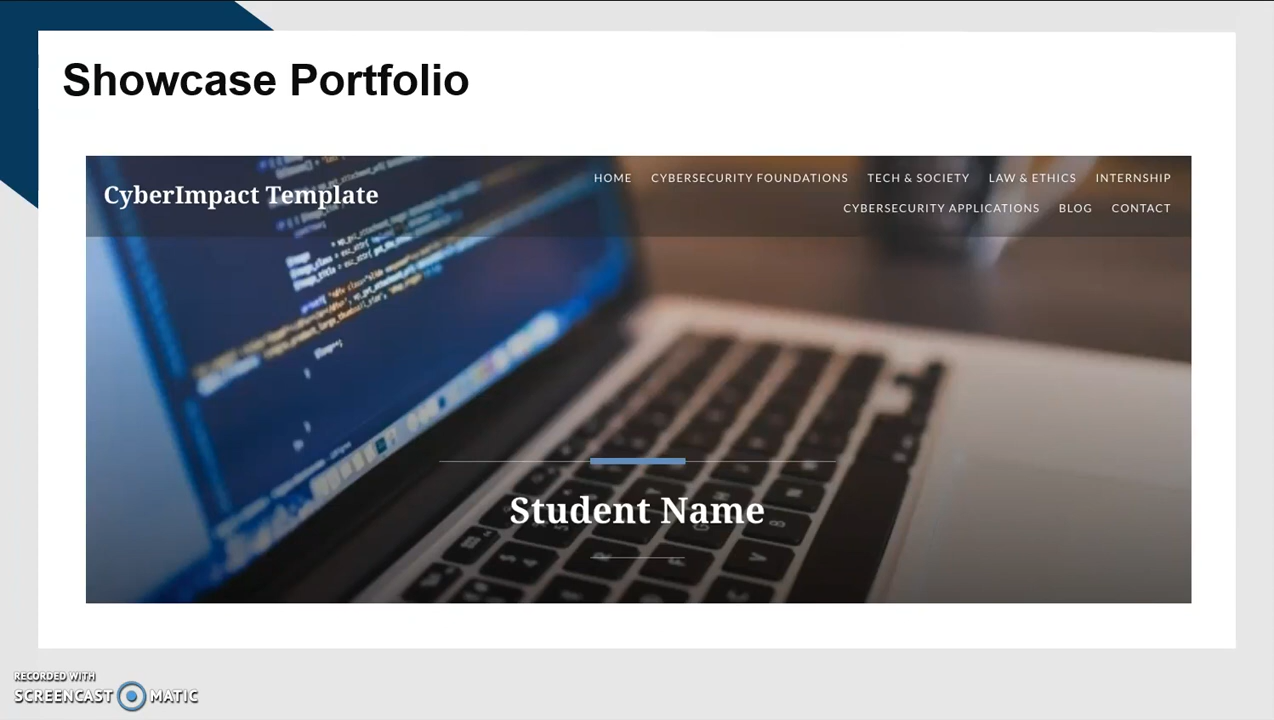 Showcase Portfolio
CyberImpact Template
HOME CYBERSECURITY FOUNDATIONS TECH & SOCIETY LAW & ETHICS INTERNSHIP
CYBERSECURITY APPLICATIONS BLOG CONTACT
Student Name
RECORDED WITH
SCREENCAST MATIC